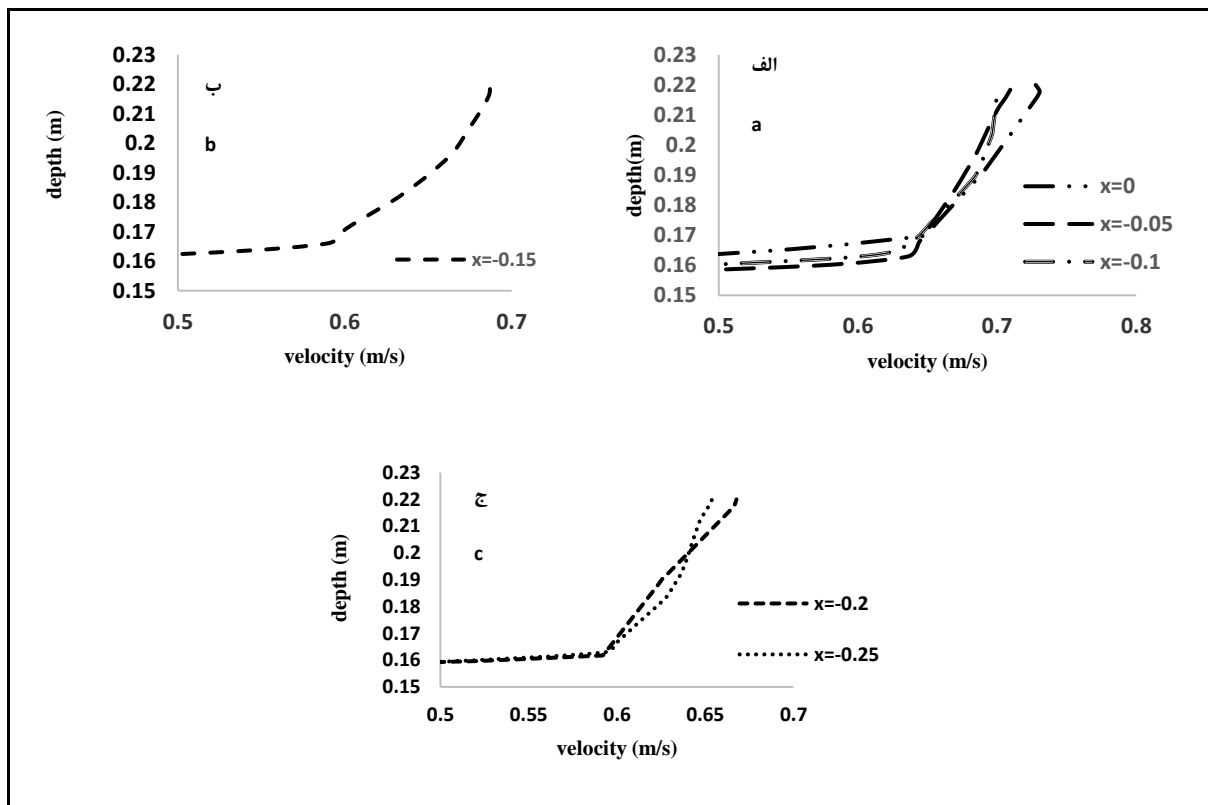 0.23
0.22
0.21
0.2
0.19
0.18
0.17
0.16
0.15
depth (m)
ب
b
x=-0.15
0.5 0.6 0.7
velocity (m/s)
0.23
0.22
0.21
0.2
0.19
0.18
0.17
0.16
0.15
depth(m)
الف
a
x=0
x=-0.05
x=-0.1
0.5 0.6 0.7 0.8
velocity (m/s)
0.23
0.22
0.21
0.2
0.19
0.18
0.17
0.16
0.15
depth (m)
ج
c
x=-0.2
x=-0.25
0.5 0.55 0.6 0.65 0.7
velocity (m/s)